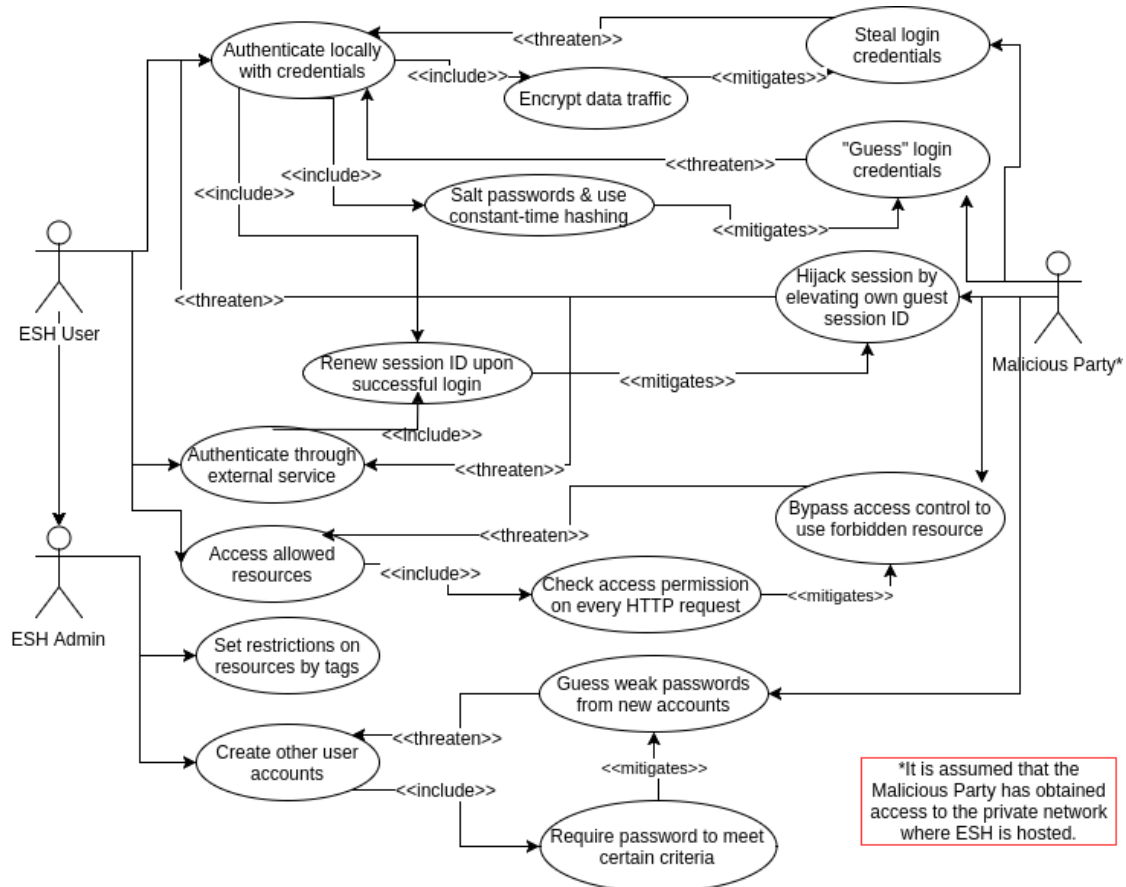 Authenticate locally
with credentials
<<threaten>>
Steal login
credentials
<<include>>
Encrypt data traffic
<<mitigates>>
<<include>>
<<include>>
<<threaten>>
"Guess" login
credentials
Salt passwords & use
constant-time hashing
<<mitigates>>
ESH User
<<threaten>>
Hijack session by
elevating own guest
session ID
Malicious Party*
Renew session ID upon
successful login
<<mitigates>>
<<include>>
Authenticate through
external service
<<threaten>>
Bypass access control to
use forbidden resource
<<threaten>>
Access allowed
resources
<<include>>
Check access permission
on every HTTP request
<<mitigates>>
ESH Admin
Set restrictions on
resources by tags
Guess weak passwords
from new accounts
<<threaten>>
Create other user
accounts
<<mitigates>>
<<include>>
Require password to meet
certain criteria
*It is assumed that the
Malicious Party has obtained
access to the private network
where ESH is hosted.